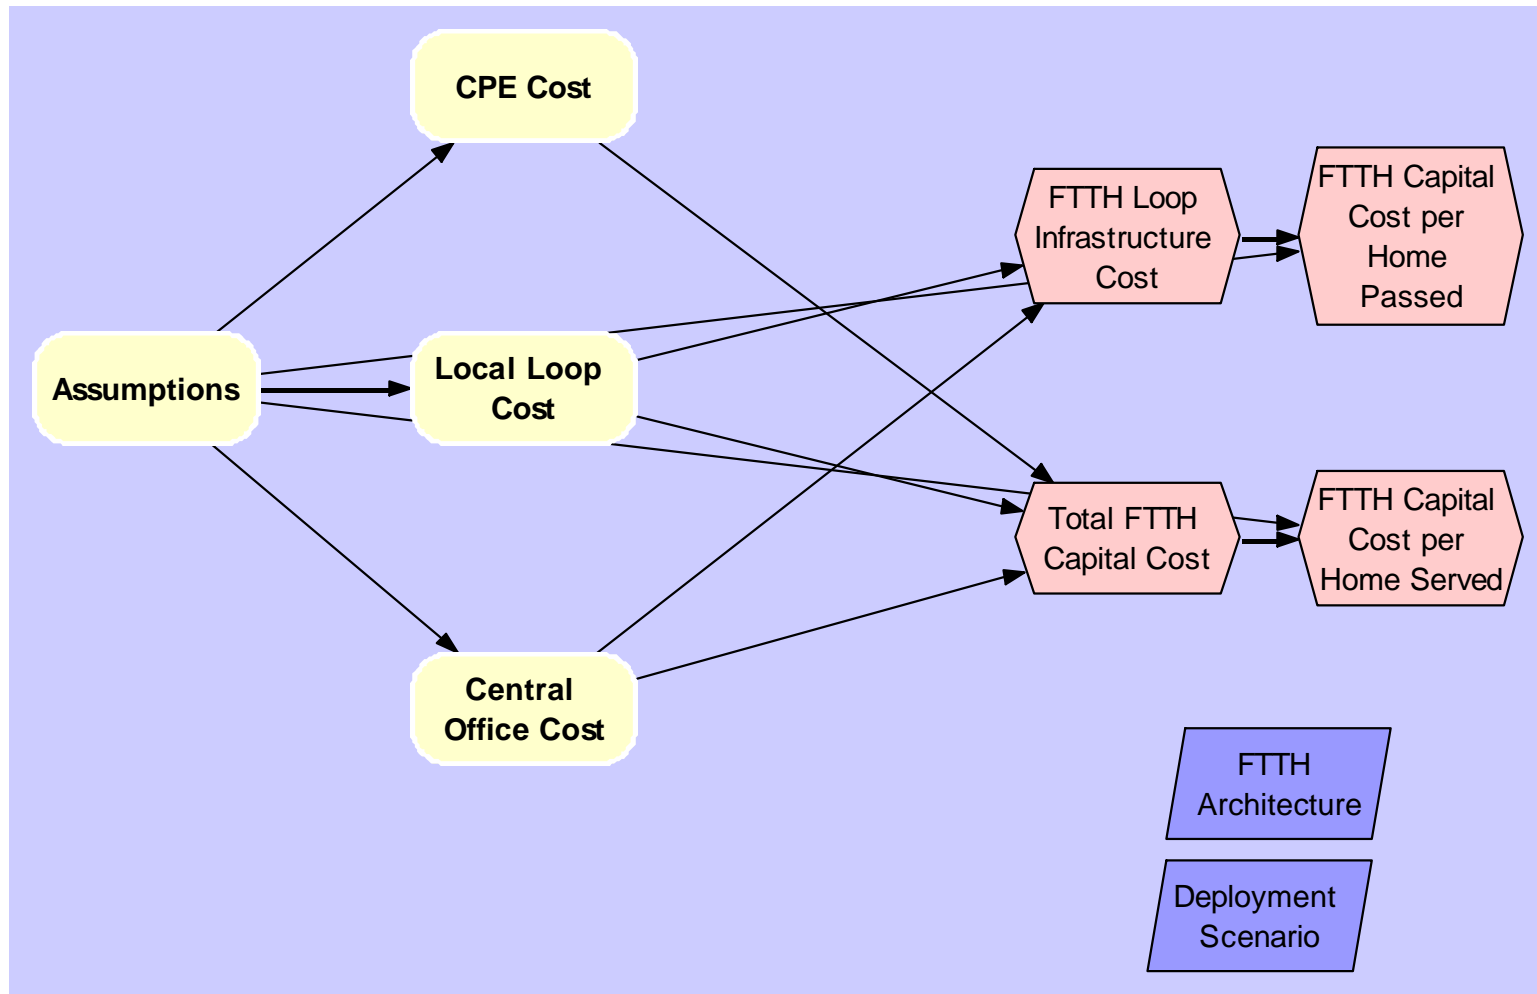 CPE Cost
FTTH Loop
Infrastructure
Cost
FTTH Capital
Cost per
Home
Passed
Assumptions
Local Loop
Cost
Total FTTH
Capital Cost
FTTH Capital
Cost per
Home Served
Central
Office Cost
FTTH
Architecture
Deployment
Scenario